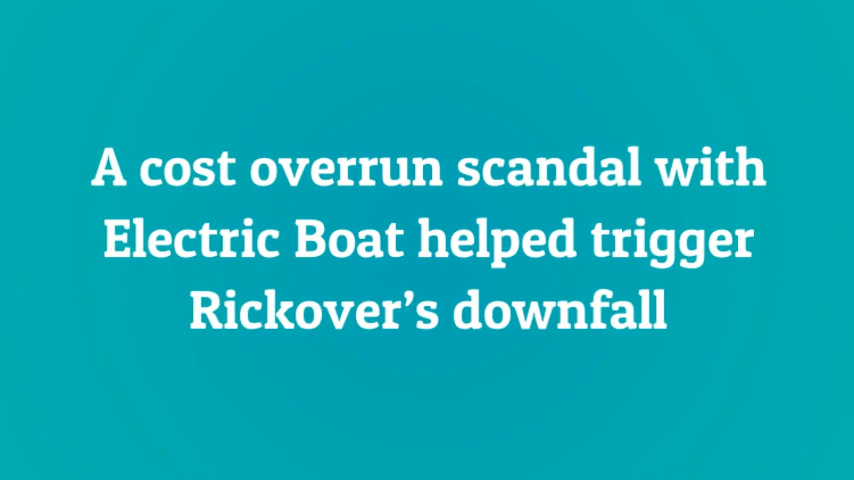 A cost overrun scandal with
Electric Boat helped trigger
Rickover’s downfall